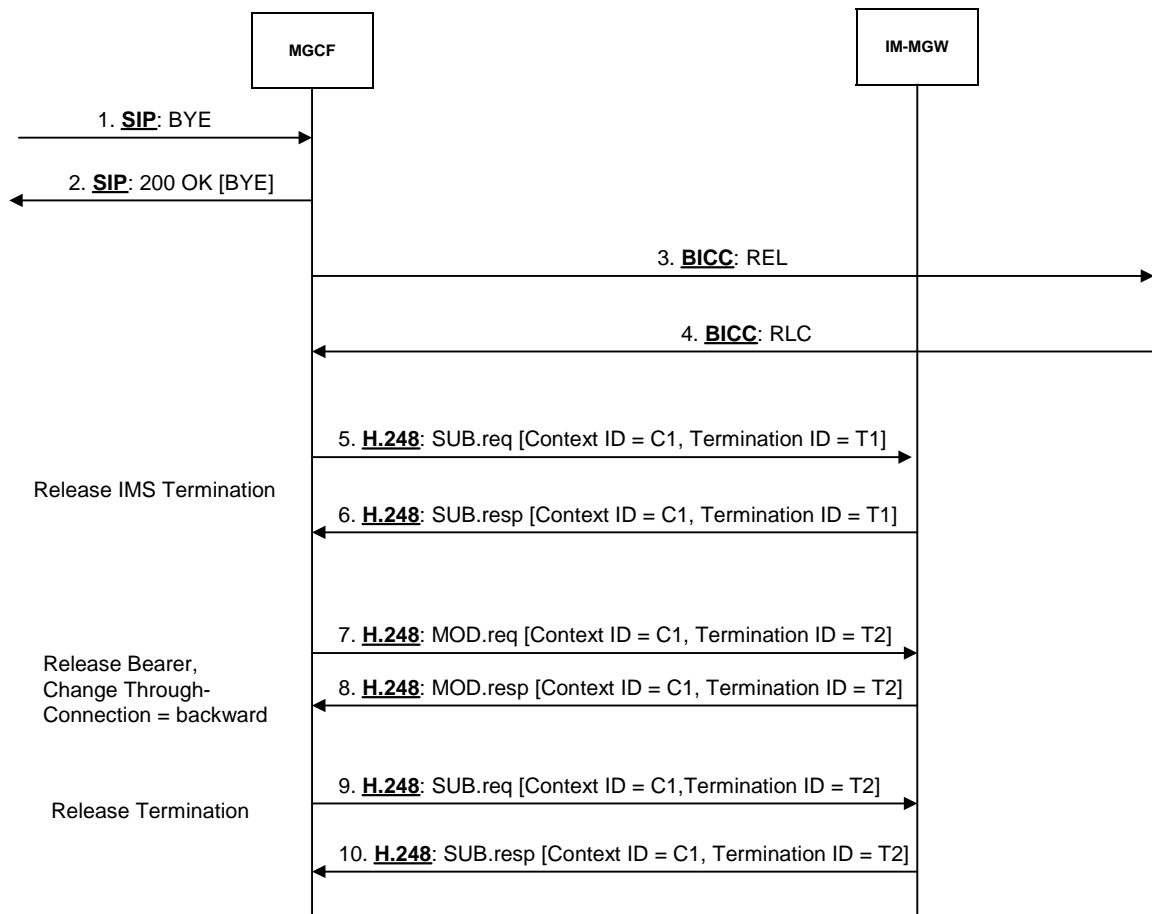 MGCF
IM-MGW
1. SIP: BYE
2. SIP: 200 OK [BYE]
3. BICC: REL
4. BICC: RLC
5. H.248: SUB.req [Context ID = C1, Termination ID = T1]
Release IMS Termination
6. H.248: SUB.resp [Context ID = C1, Termination ID = T1]
7. H.248: MOD.req [Context ID = C1, Termination ID = T2]
Release Bearer,
Change Through-
Connection = backward
8. H.248: MOD.resp [Context ID = C1, Termination ID = T2]
9. H.248: SUB.req [Context ID = C1,Termination ID = T2]
Release Termination
10. H.248: SUB.resp [Context ID = C1, Termination ID = T2]